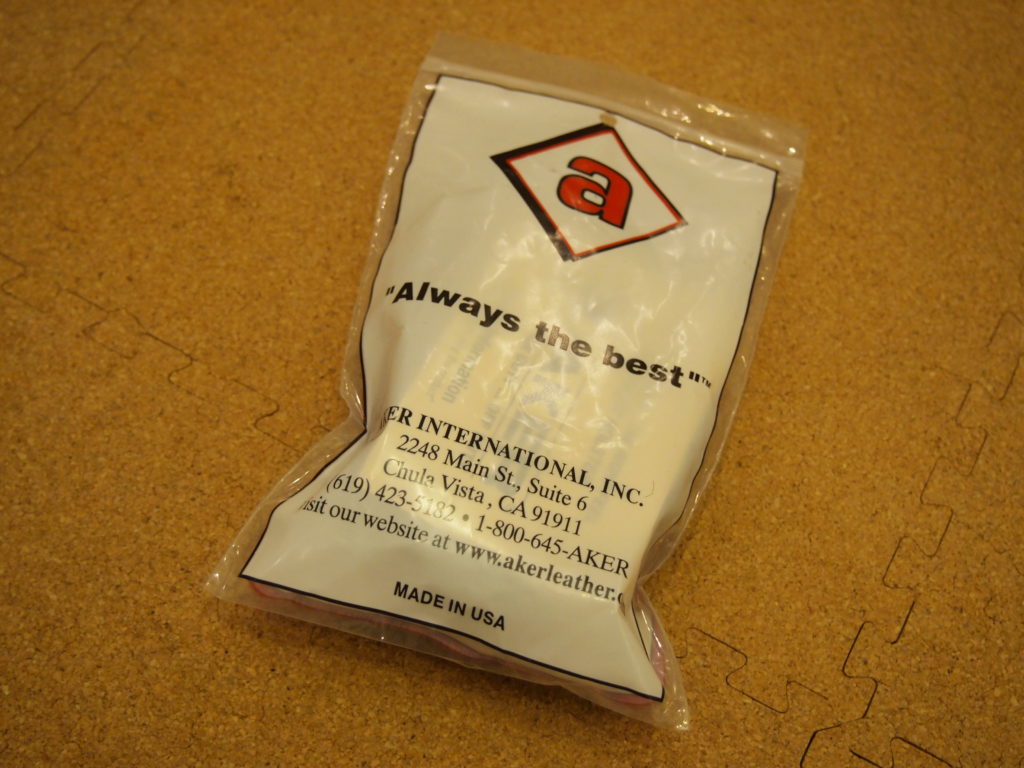 a
"Always the best"™
KER INTERNATIONAL, INC.
2248 Main St., Suite 6
Chula Vista, CA 91911
(619) 423-5182 • 1-800-645-AKER
isit our website at www.akerleather.c
MADE IN USA